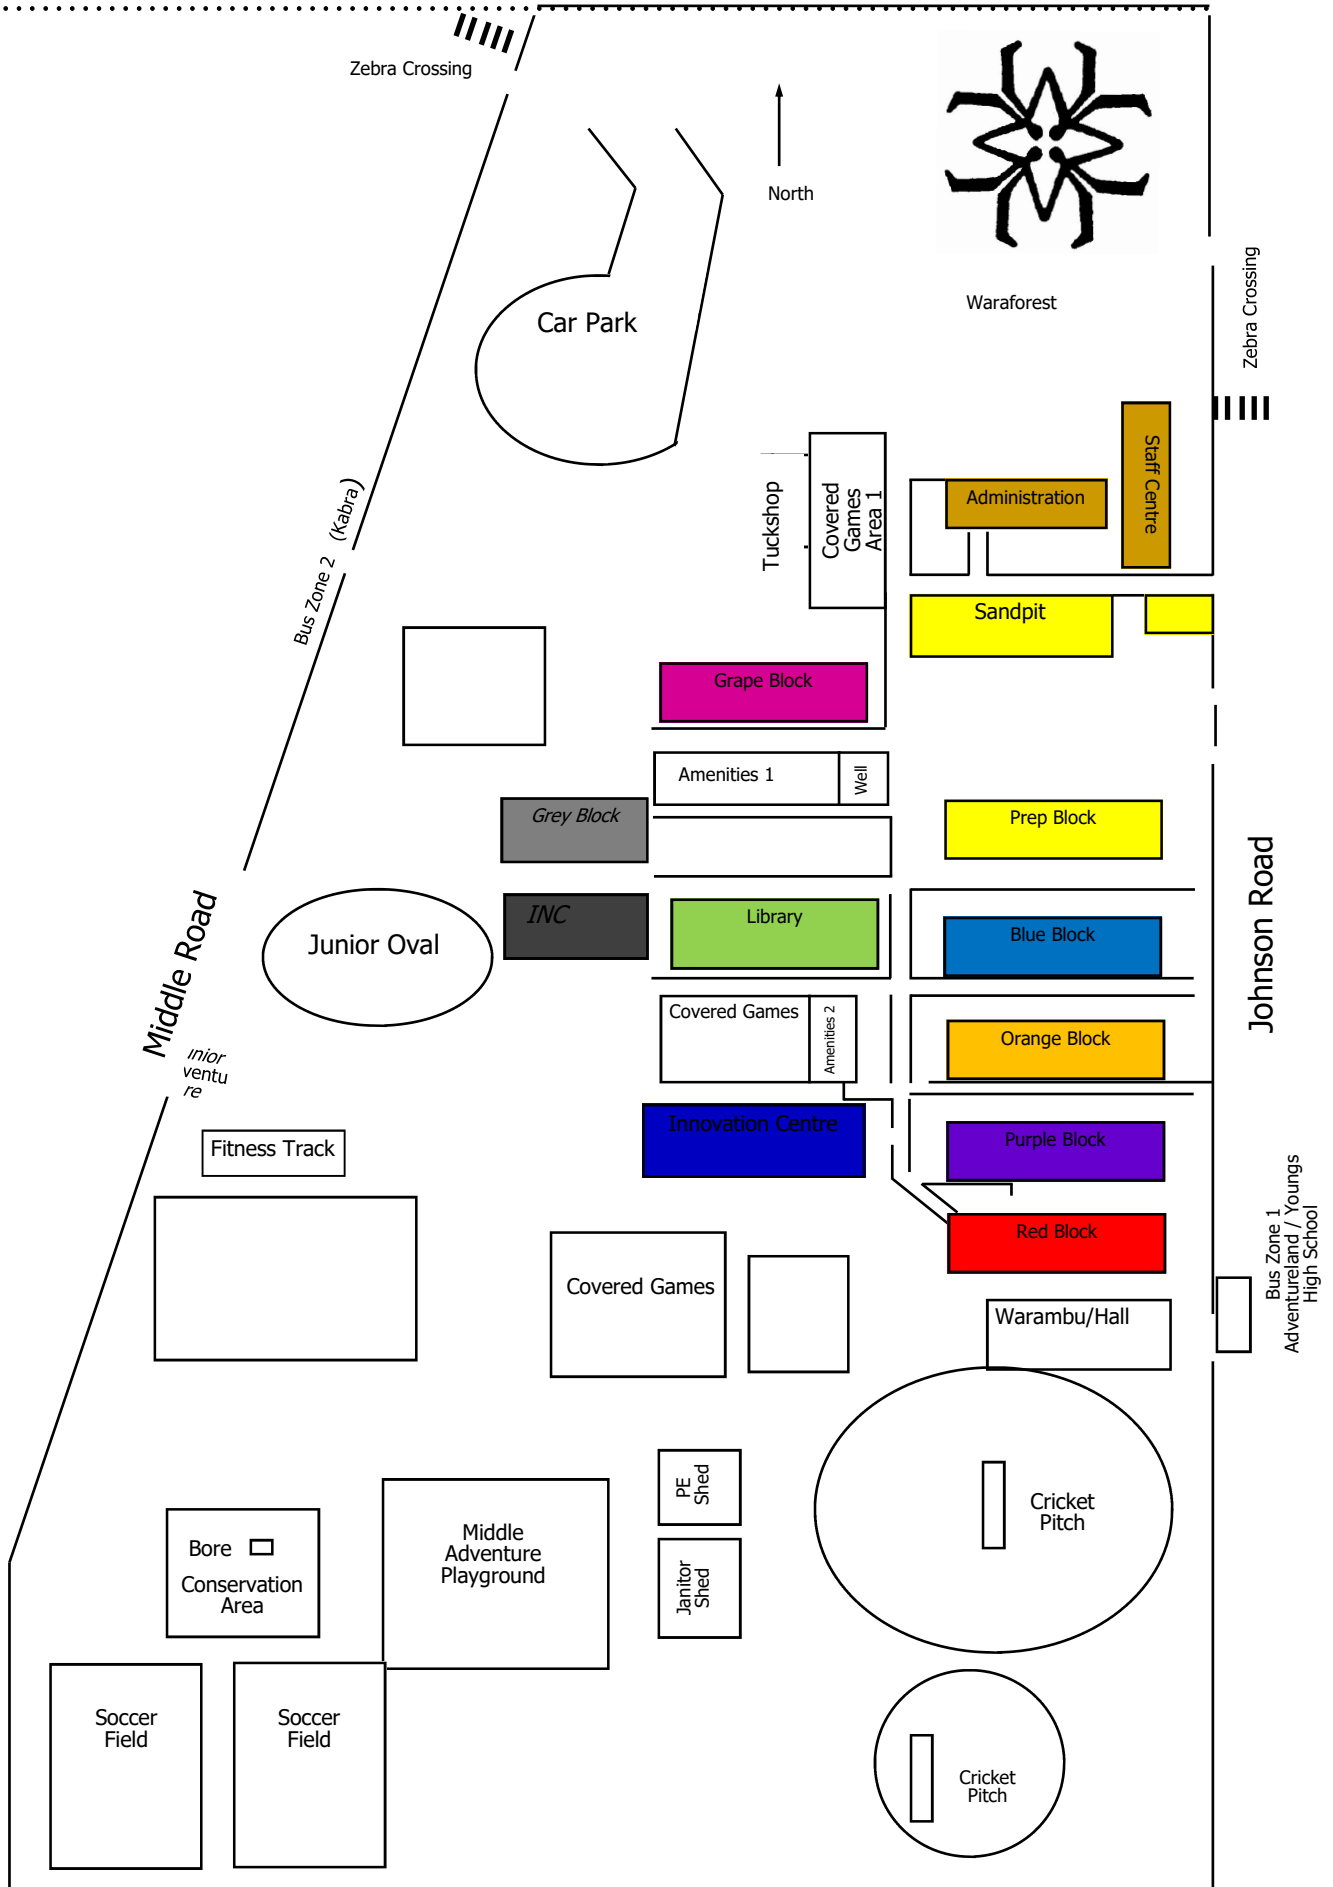 Zebra Crossing
North
Waraforest
Zebra Crossing
Car Park
Staff Centre
Administration
Covered
Games
Area 1
Tuckshop
Bus Zone 2 (Kabra)
Sandpit
Grape Block
Amenities 1
Well
Grey Block
Prep Block
INC
Library
Blue Block
Junior Oval
Middle Road
Johnson Road
Covered Games
Amenities 2
Orange Block
unior
ventu
re
Innovation Centre
Purple Block
Fitness Track
Red Block
Bus Zone 1
Adventureland / Youngs
High School
Covered Games
Warambu/Hall
PE
Shed
Cricket
Pitch
Middle
Adventure
Playground
Bore
Conservation
Area
Janitor
Shed
Soccer
Field
Soccer
Field
Cricket
Pitch